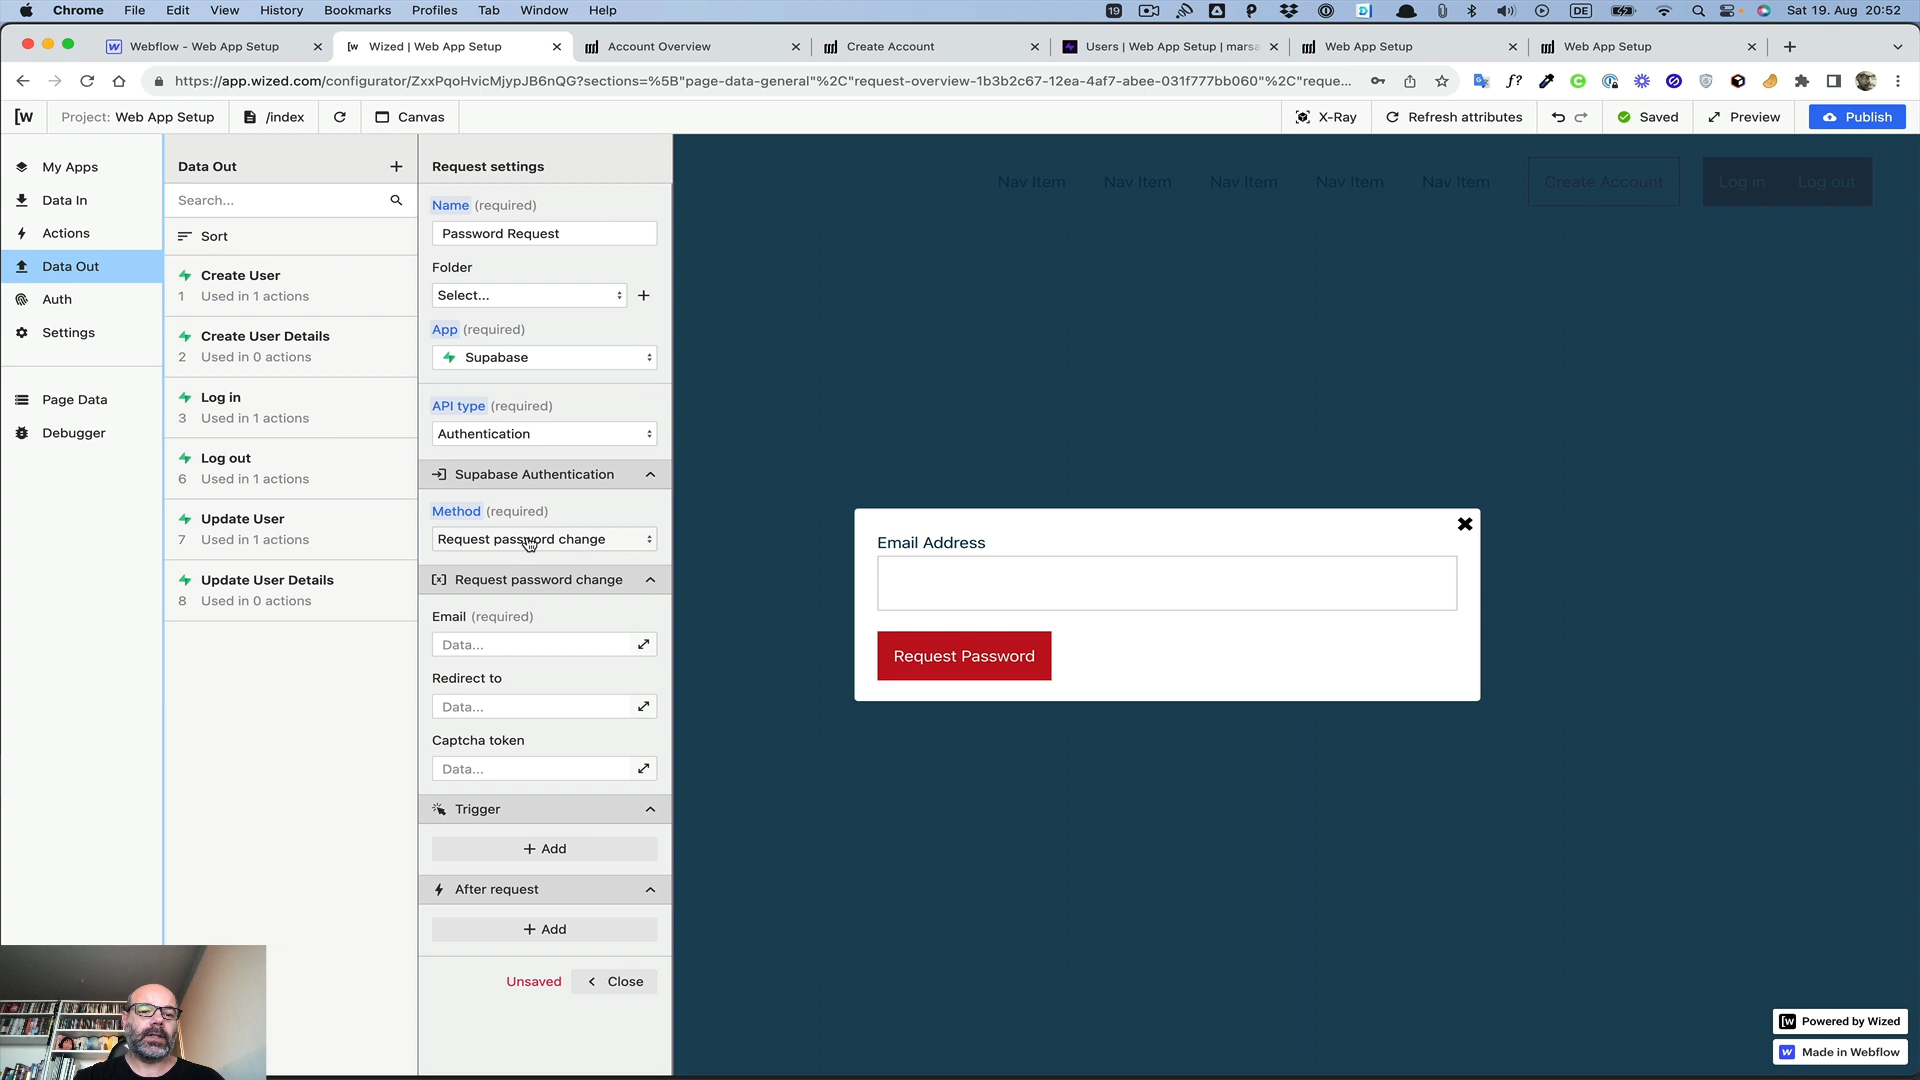 Chrome File Edit View History Bookmarks Profiles Tab Window Help
19 DE Sat 19. Aug 20:52
Webflow - Web App Setup
Wized | Web App Setup
Account Overview
Create Account
Users | Web App Setup | marsa
Web App Setup
Web App Setup
https://app.wized.com/configurator/ZxxPqoHvicMjypJB6nQG?sections=%5B"page-data-general"%2C"request-overview-1b3b2c67-12ea-4af7-abee-031f777bb060"%2C"reque...
[w Project: Web App Setup /index Canvas X-Ray Refresh attributes Saved Preview Publish
My Apps
Data In
Actions
Data Out
Auth
Settings
Page Data
Debugger
Data Out
Search...
Sort
Create User
1 Used in 1 actions
Create User Details
2 Used in 0 actions
Log in
3 Used in 1 actions
Log out
6 Used in 1 actions
Update User
7 Used in 1 actions
Update User Details
8 Used in 0 actions
Request settings
Name (required)
Password Request
Folder
Select...
App (required)
Supabase
API type (required)
Authentication
Supabase Authentication
Method (required)
Request password change
Request password change
Email (required)
Data...
Redirect to
Data...
Captcha token
Data...
Trigger
+ Add
After request
+ Add
Unsaved < Close
Nav Item Nav Item Nav Item Nav Item Nav Item Create Account Log in Log out
Email Address
Request Password
Powered by Wized
Made in Webflow